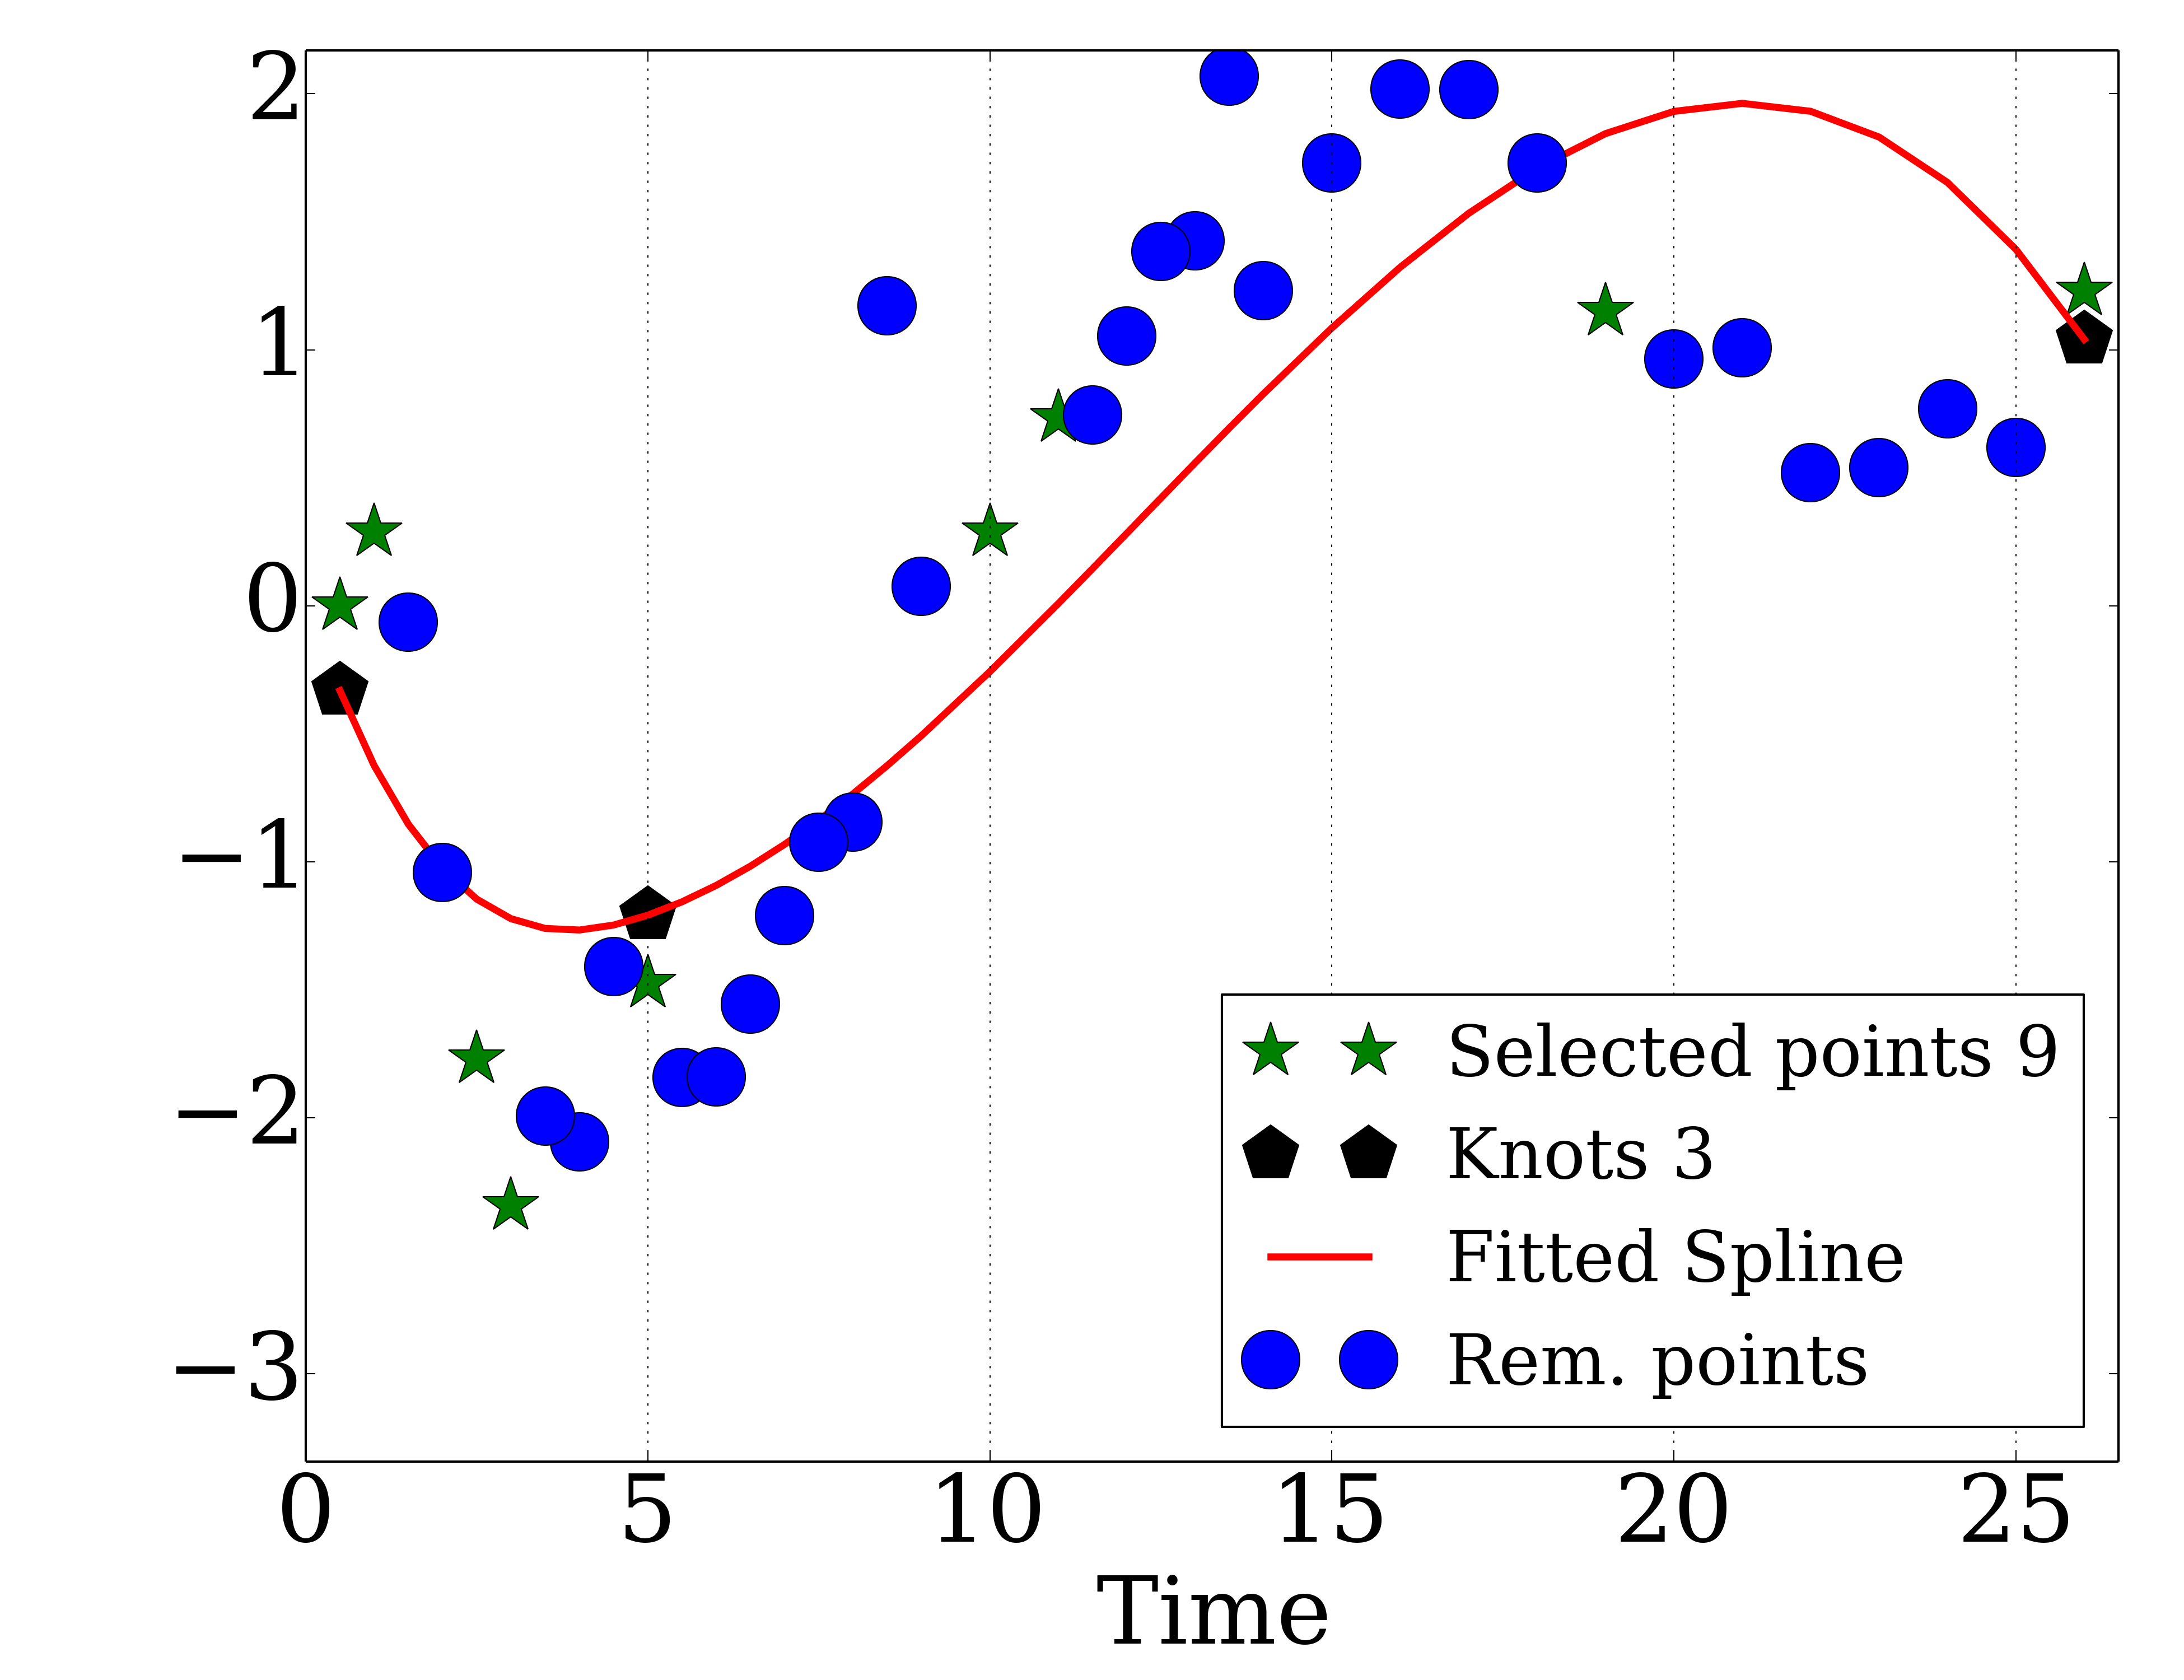 2
1
0
−1
−2
−3
0 5 10 15 20 25
Time
Selected points 9
Knots 3
Fitted Spline
Rem. points